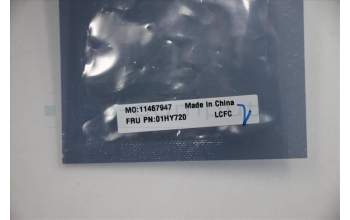 MO:11467947 Made in China
FRU PN:01HY720 LCFC